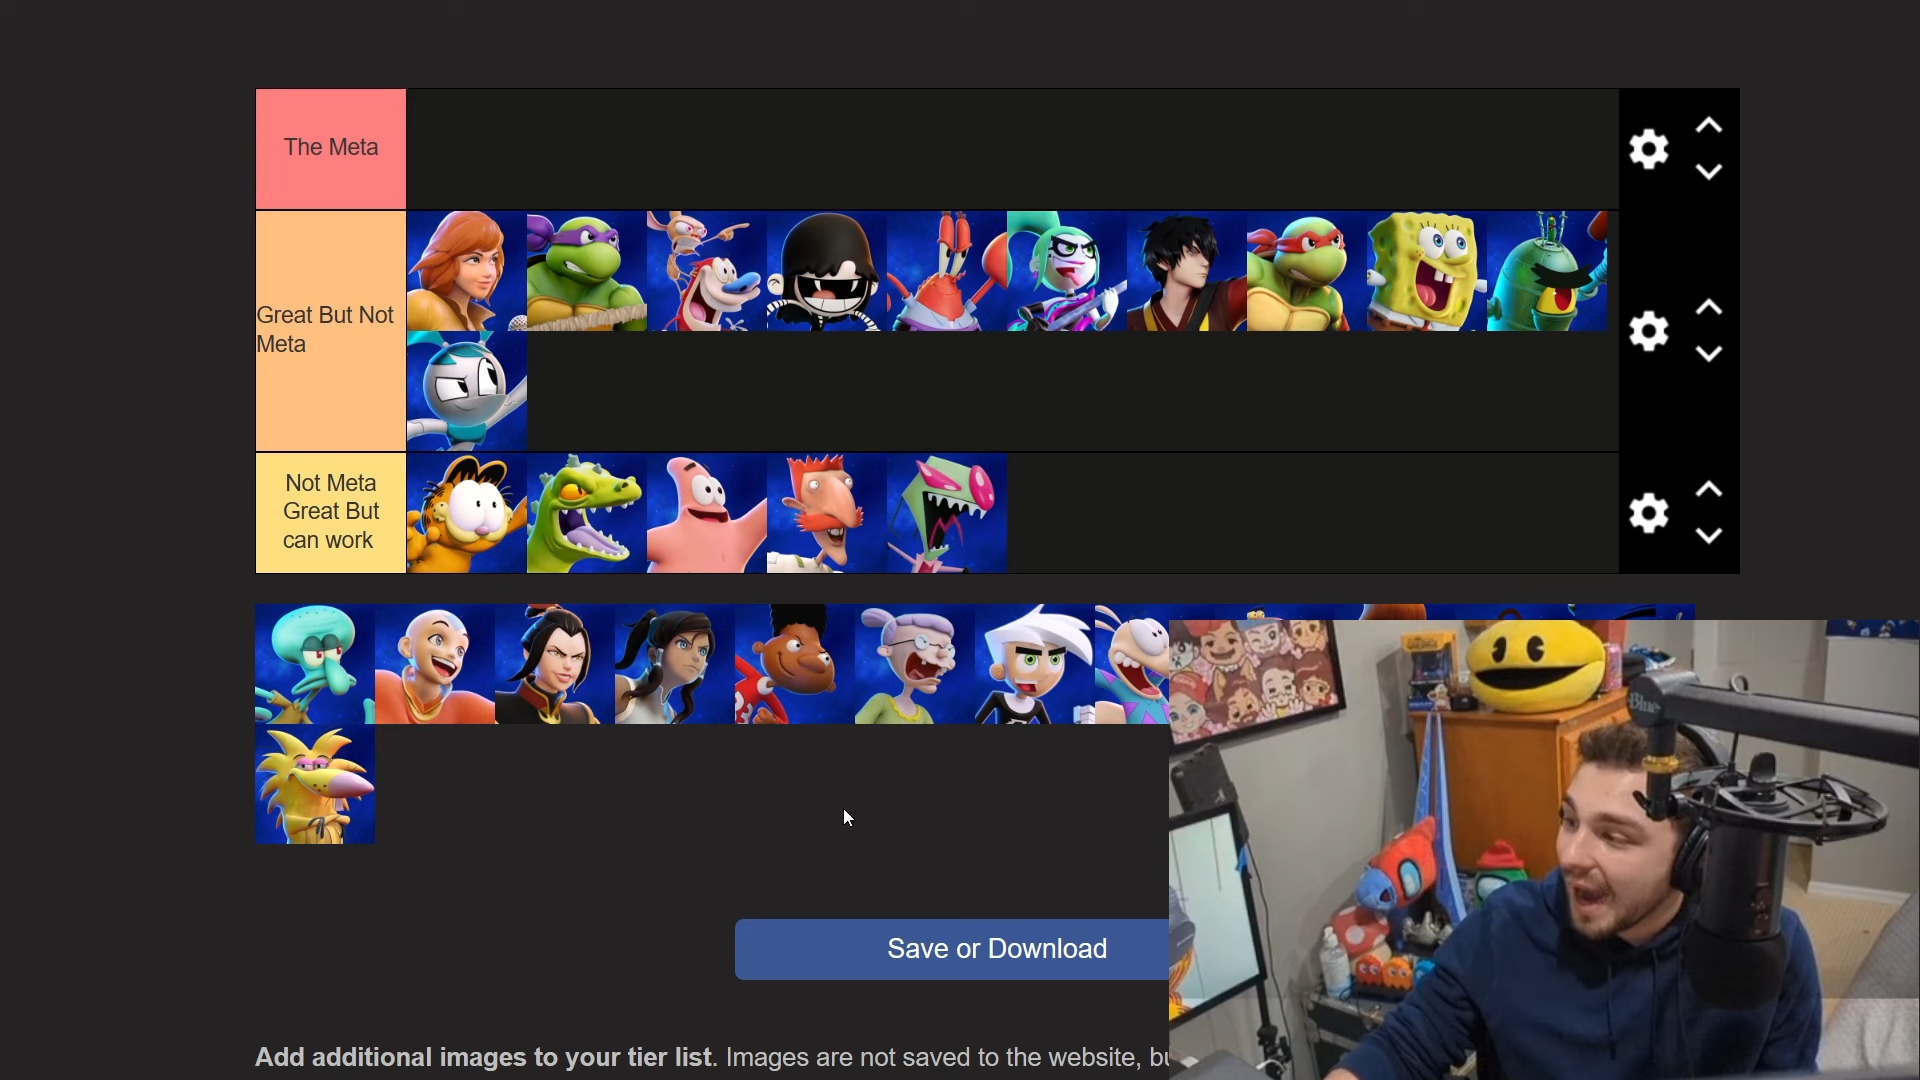 The Meta
Great But Not
Meta
Not Meta
Great But
can work
Save or Download
Add additional images to your tier list. Images are not saved to the website,
Blue